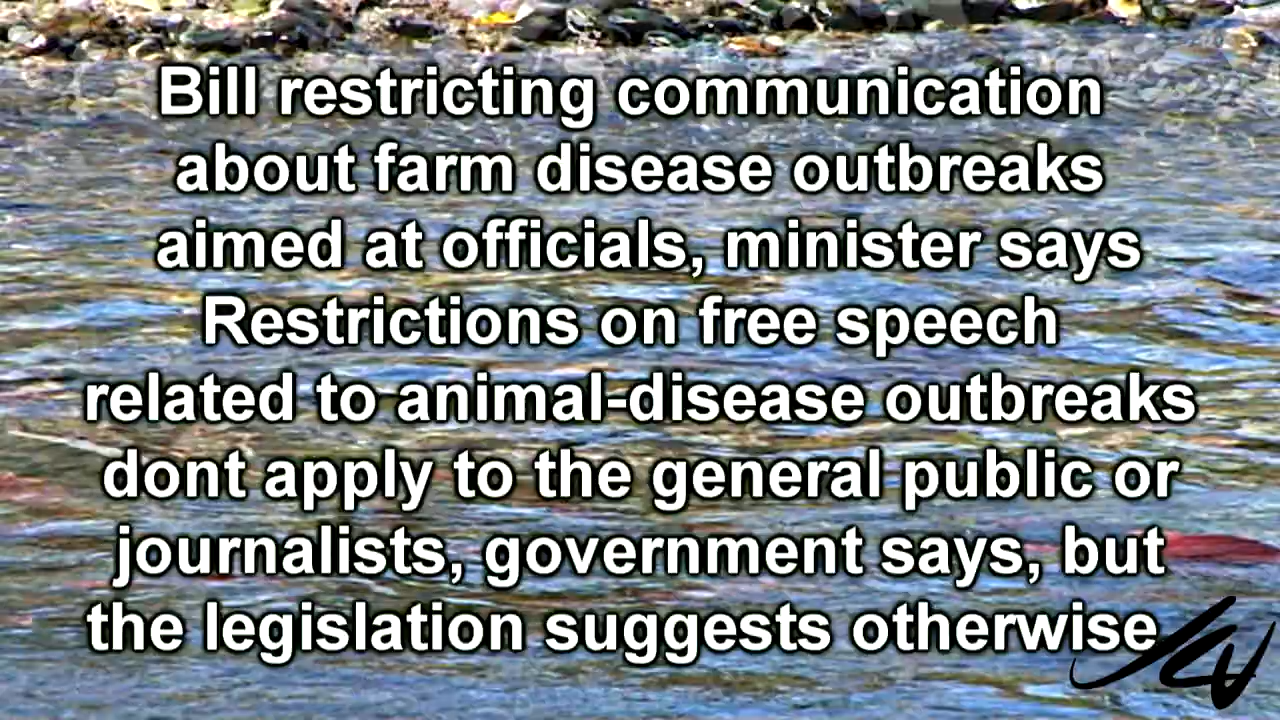 Bill restricting communication
about farm disease outbreaks
aimed at officials, minister says
Restrictions on free speech
related to animal-disease outbreaks
dont apply to the general public or
journalists, government says, but
the legislation suggests otherwise